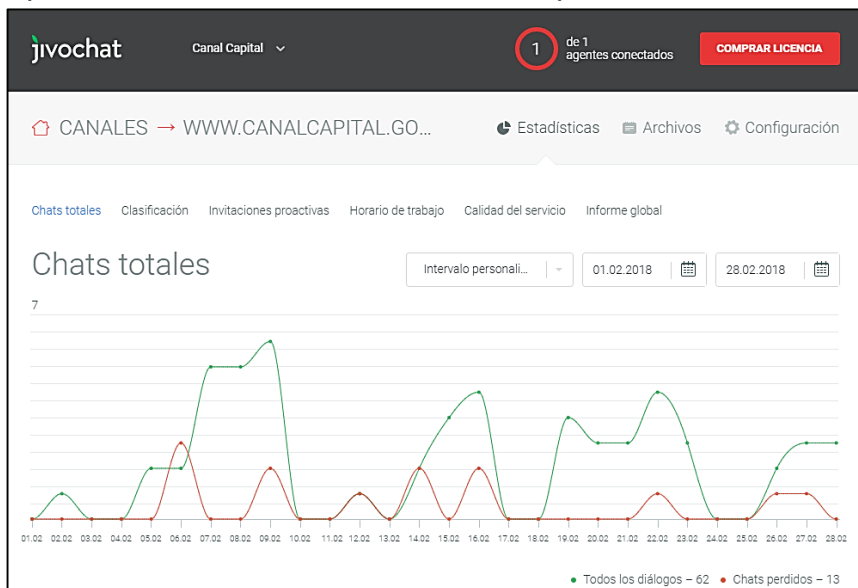 jivochat Canal Capital 1 de 1 agentes conectados COMPRAR LICENCIA
CANALES → WWW.CANALCAPITAL.GO... Estadísticas Archivos Configuración
Chats totales Clasificación Invitaciones proactivas Horario de trabajo Calidad del servicio Informe global
Chats totales Intervalo personali... 01.02.2018 28.02.2018
7
01.02 02.02 03.02 04.02 05.02 06.02 07.02 08.02 09.02 10.02 11.02 12.02 13.02 14.02 15.02 16.02 17.02 18.02 19.02 20.02 21.02 22.02 23.02 24.02 25.02 26.02 27.02 28.02
Todos los diálogos – 62 Chats perdidos – 13